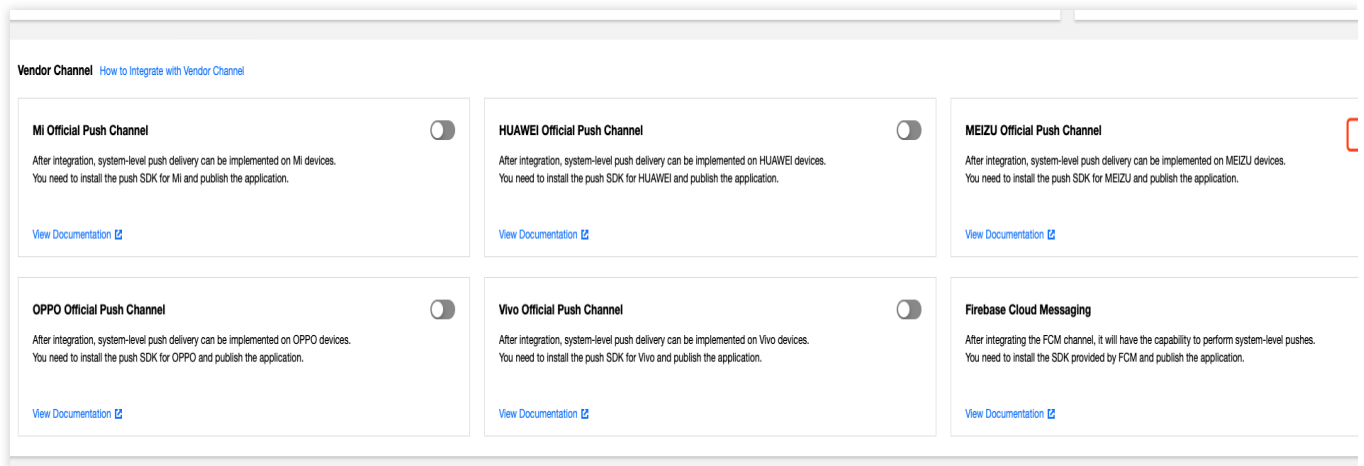 Vendor Channel How to Integrate with Vendor Channel
Mi Official Push Channel
After integration, system-level push delivery can be implemented on Mi devices.
You need to install the push SDK for Mi and publish the application.
View Documentation
HUAWEI Official Push Channel
After integration, system-level push delivery can be implemented on HUAWEI devices.
You need to install the push SDK for HUAWEI and publish the application.
View Documentation
MEIZU Official Push Channel
After integration, system-level push delivery can be implemented on MEIZU devices.
You need to install the push SDK for MEIZU and publish the application.
View Documentation
OPPO Official Push Channel
After integration, system-level push delivery can be implemented on OPPO devices.
You need to install the push SDK for OPPO and publish the application.
View Documentation
Vivo Official Push Channel
After integration, system-level push delivery can be implemented on Vivo devices.
You need to install the push SDK for Vivo and publish the application.
View Documentation
Firebase Cloud Messaging
After integrating the FCM channel, it will have the capability to perform system-level pushes.
You need to install the SDK provided by FCM and publish the application.
View Documentation